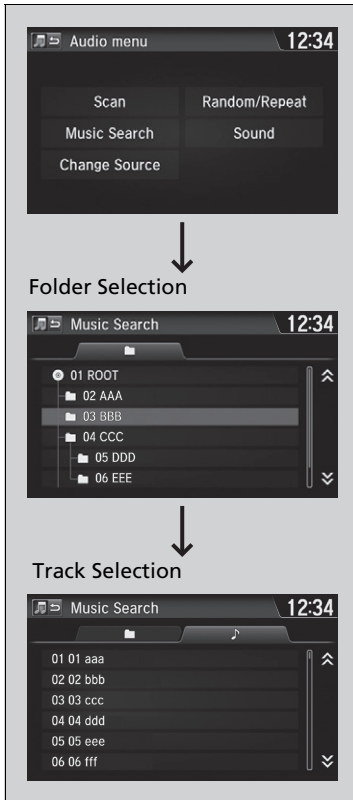 Audio menu 12:34
Scan Random/Repeat
Music Search Sound
Change Source
Folder Selection
Music Search 12:34
01 ROOT
02 AAA
03 BBB
04 CCC
05 DDD
06 EEE
Track Selection
Music Search 12:34
01 01 aaa
02 02 bbb
03 03 ccc
04 04 ddd
05 05 eee
06 06 fff